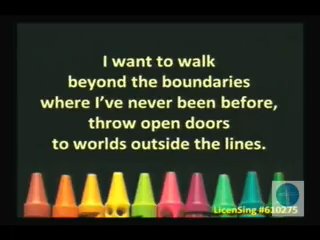 I want to walk
beyond the boundaries
where I've never been before,
throw open doors
to worlds outside the lines.
LicenSing #610275